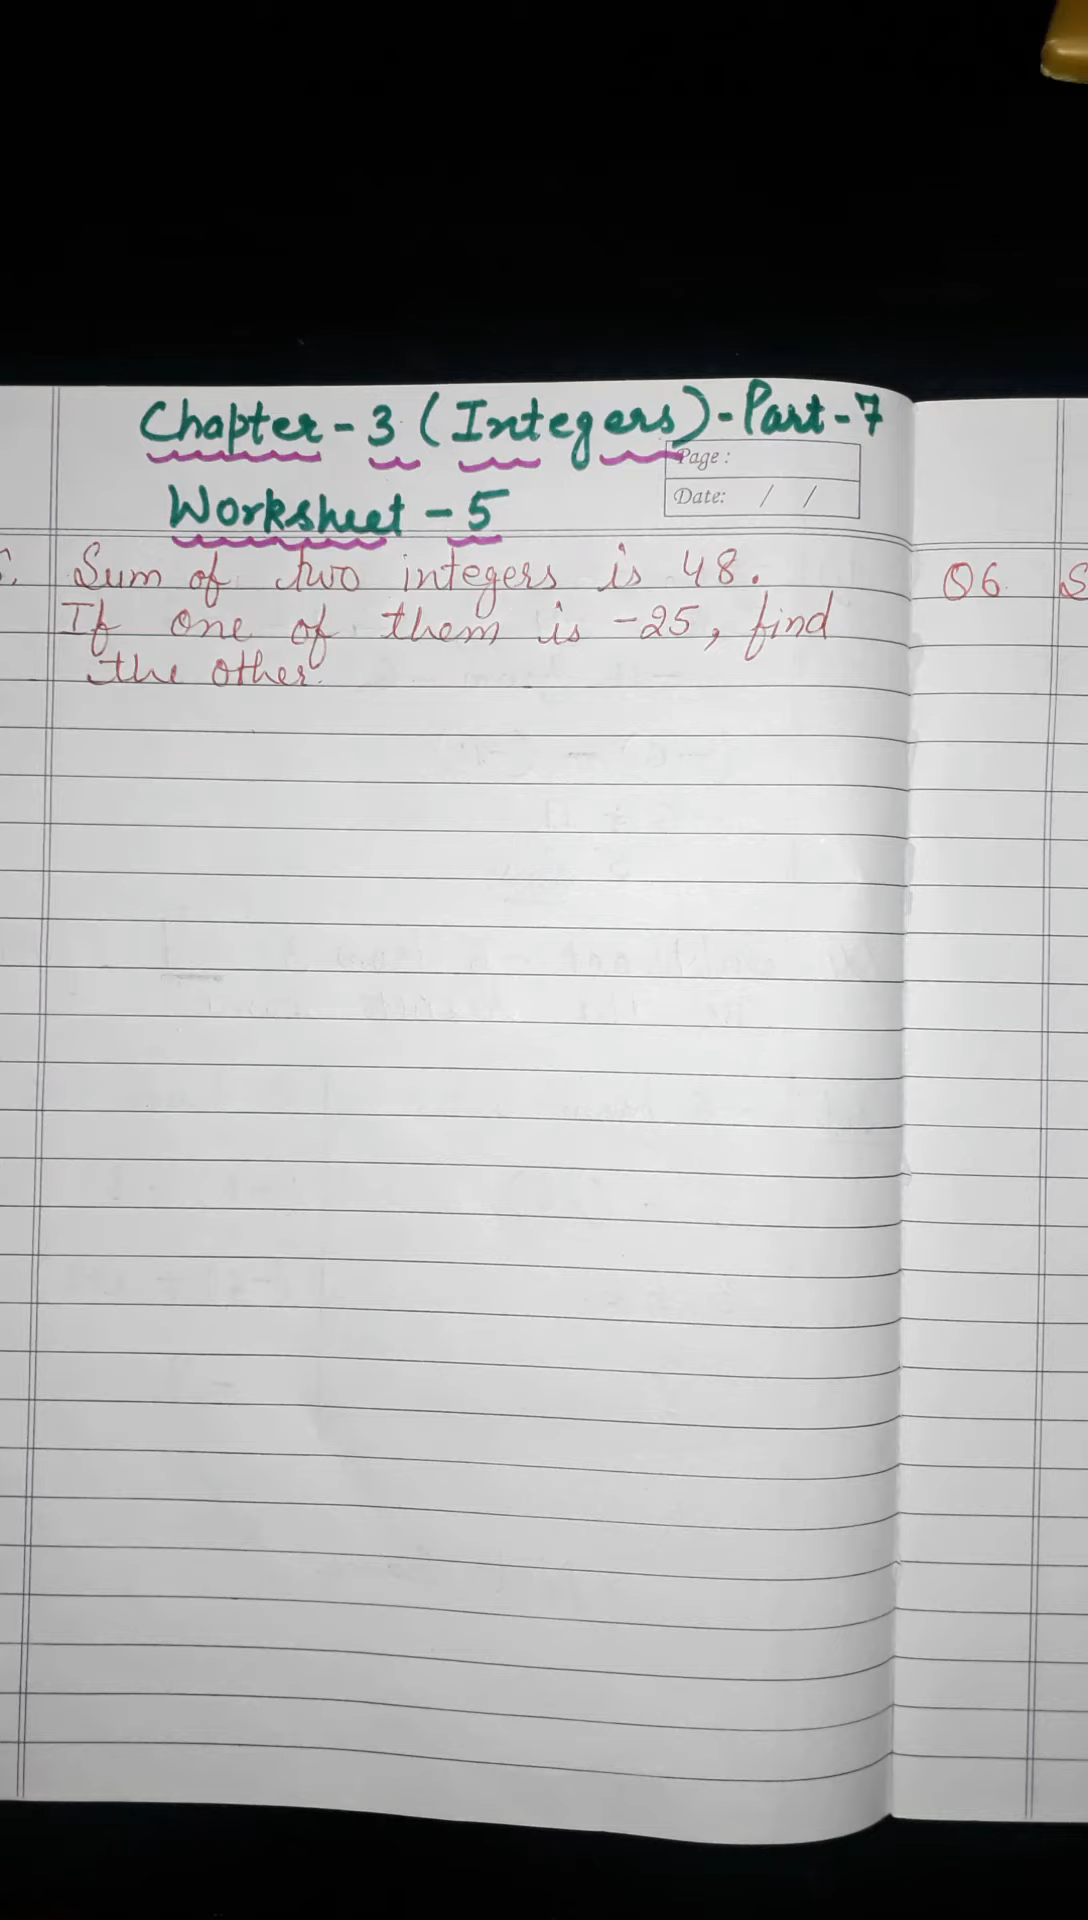 Chapter-3 (Integers)-Part-7
Page :
Worksheet-5
Date: / /
Sum of two integers is 48.
If one of them is -25, find
the other.
Q6. S